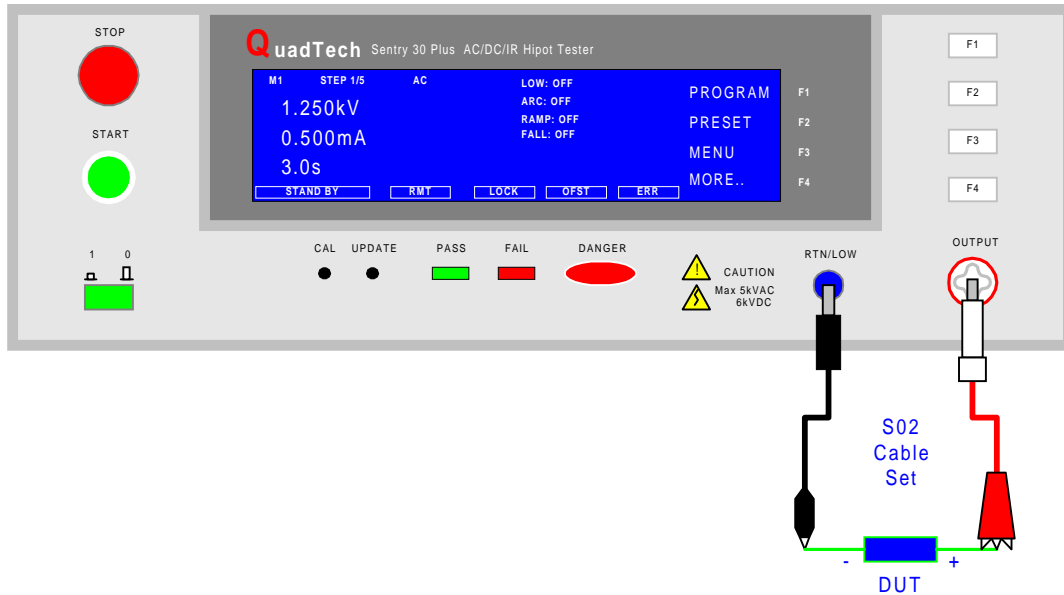 STOP
QuadTech Sentry 30 Plus AC/DC/IR Hipot Tester
F1
M1 STEP 1/5 AC LOW: OFF
PROGRAM F1
F2
1.250kV ARC: OFF
RAMP: OFF
PRESET F2
START
0.500mA FALL: OFF
F3
MENU F3
3.0s
MORE.. F4
F4
STAND BY RMT LOCK OFST ERR
1 0
CAL UPDATE PASS FAIL DANGER
RTN/LOW
OUTPUT
CAUTION
Max 5kVAC
6kVDC
S02
Cable
Set
- +
DUT